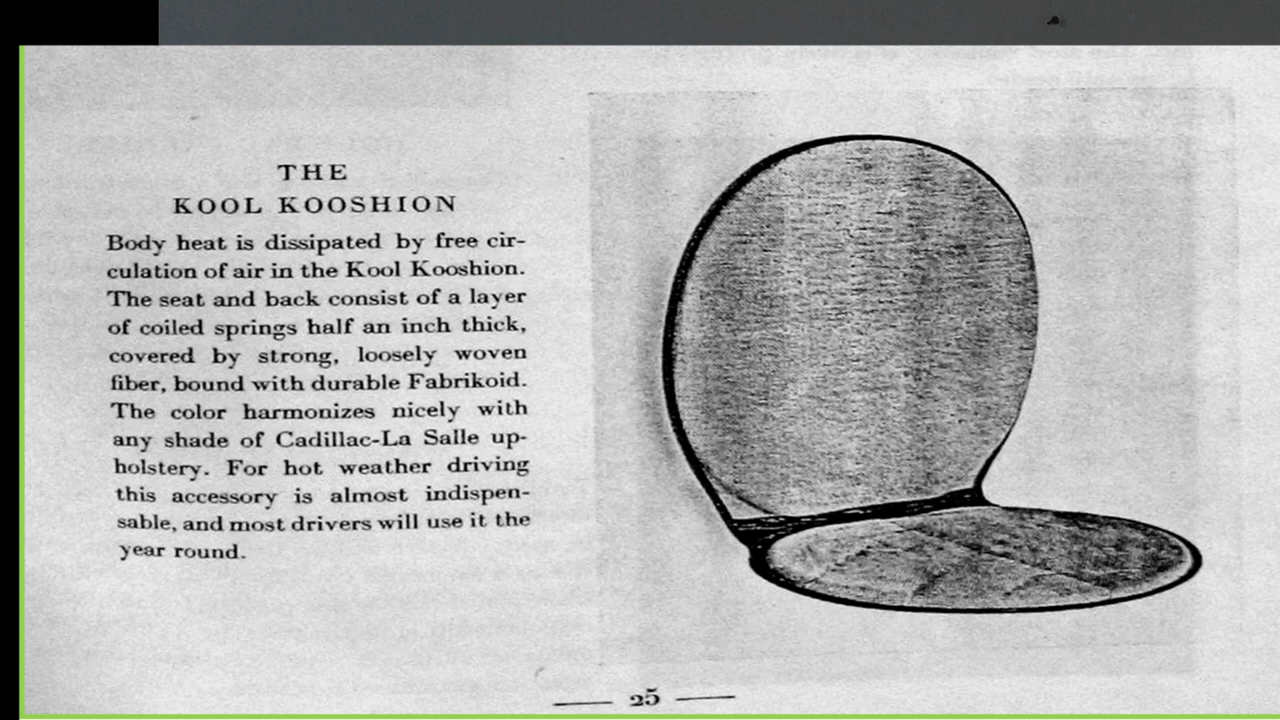 THE
KOOL KOOSHION
Body heat is dissipated by free cir-
culation of air in the Kool Kooshion.
The seat and back consist of a layer
of coiled springs half an inch thick,
covered by strong, loosely woven
fiber, bound with durable Fabrikoid.
The color harmonizes nicely with
any shade of Cadillac-La Salle up-
holstery. For hot weather driving
this accessory is almost indispen-
sable, and most drivers will use it the
year round.
— 25 —